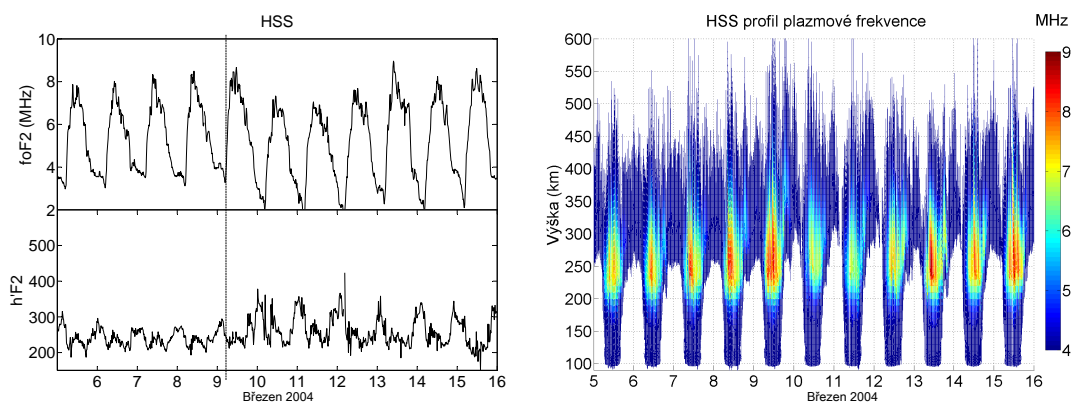 HSS
10
8
6
4
2
foF2 (MHz)
500
400
300
200
h'F2
6 7 8 9 10 11 12 13 14 15 16
Březen 2004
HSS profil plazmové frekvence
MHz
600
550
500
450
400
350
300
250
200
150
100
Výška (km)
5 6 7 8 9 10 11 12 13 14 15 16
Březen 2004
9
8
7
6
5
4